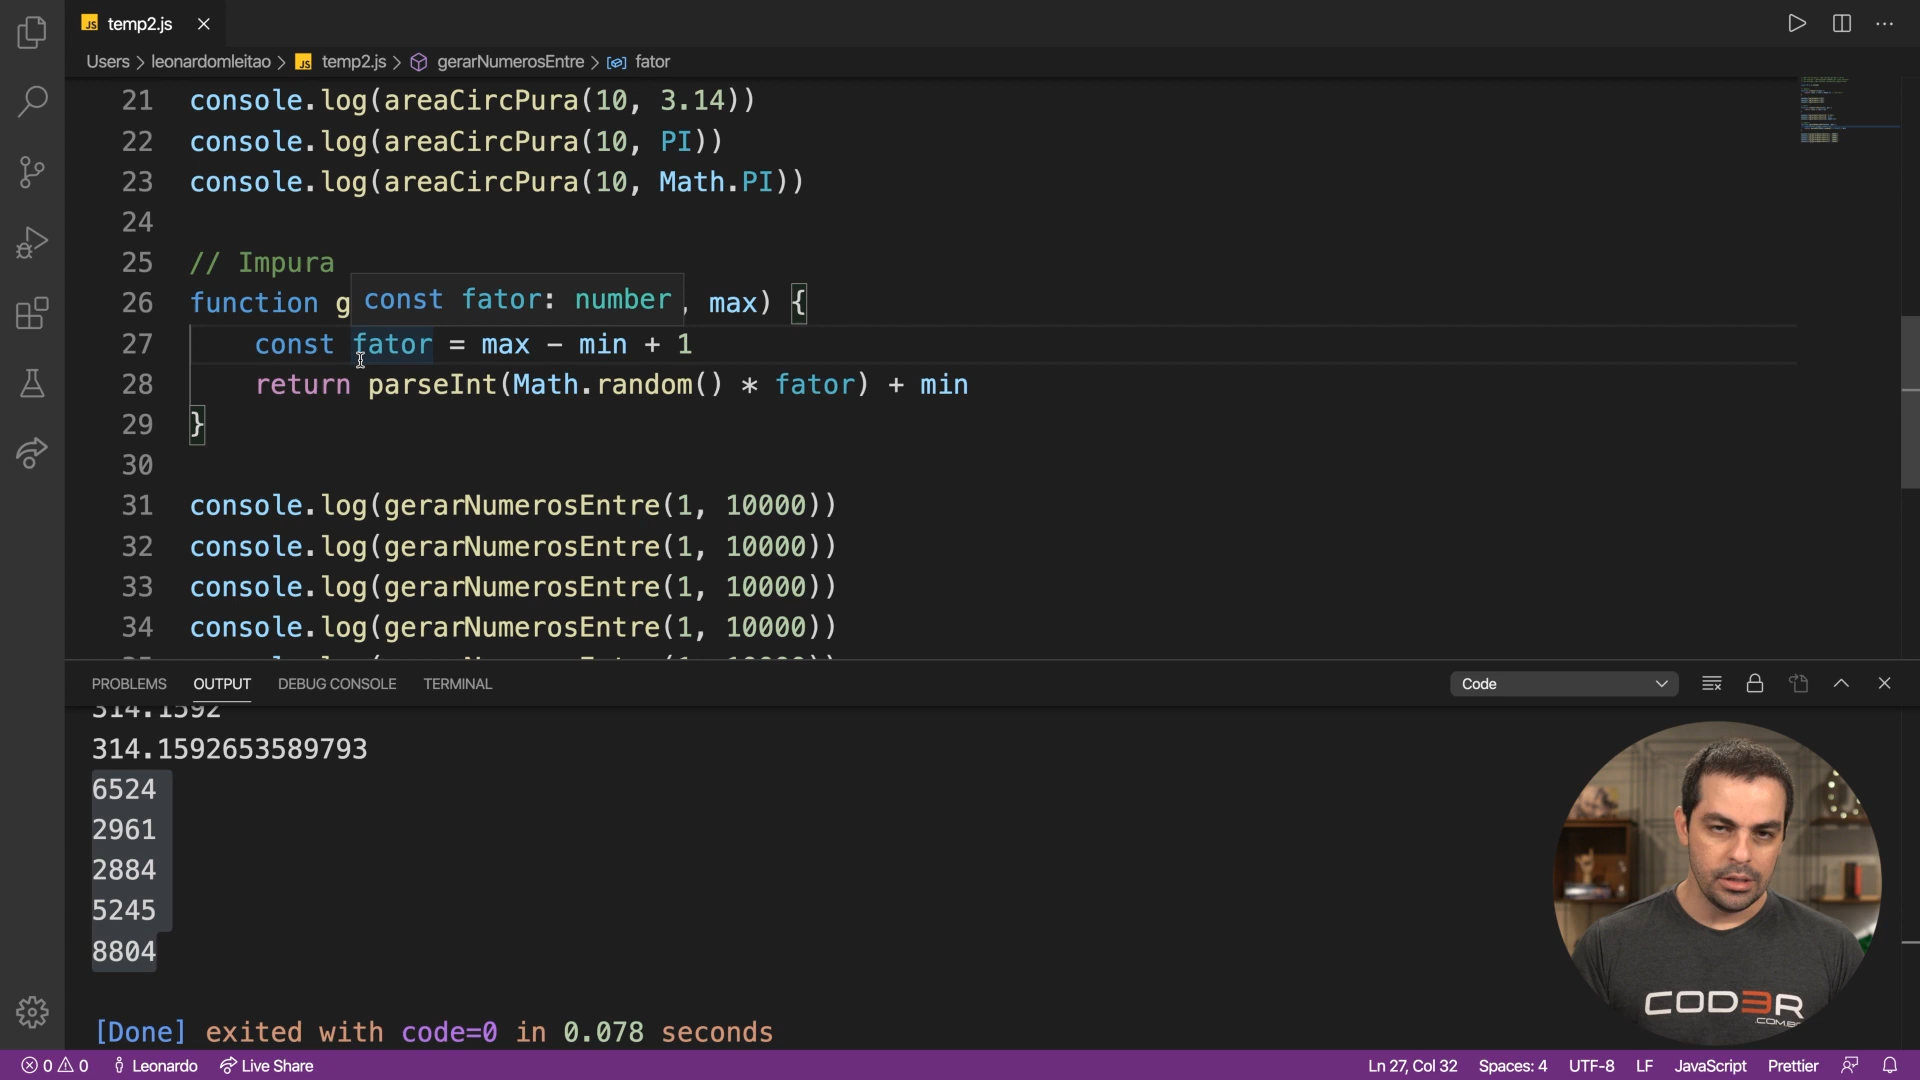 JS temp2.js
Users > leonardomleitao > JS temp2.js > gerarNumerosEntre > fator
21 console.log(areaCircPura(10, 3.14))
22 console.log(areaCircPura(10, PI))
23 console.log(areaCircPura(10, Math.PI))
24
25 // Impura
const fator: number
26 function g , max) {
27 const fator = max - min + 1
28 return parseInt(Math.random() * fator) + min
29 }
30
31 console.log(gerarNumerosEntre(1, 10000))
32 console.log(gerarNumerosEntre(1, 10000))
33 console.log(gerarNumerosEntre(1, 10000))
34 console.log(gerarNumerosEntre(1, 10000))
PROBLEMS OUTPUT DEBUG CONSOLE TERMINAL Code
314.1592
314.1592653589793
6524
2961
2884
5245
8804
[Done] exited with code=0 in 0.078 seconds
COD3R
.COM.B
0 0 Leonardo Live Share Ln 27, Col 32 Spaces: 4 UTF-8 LF JavaScript Prettier